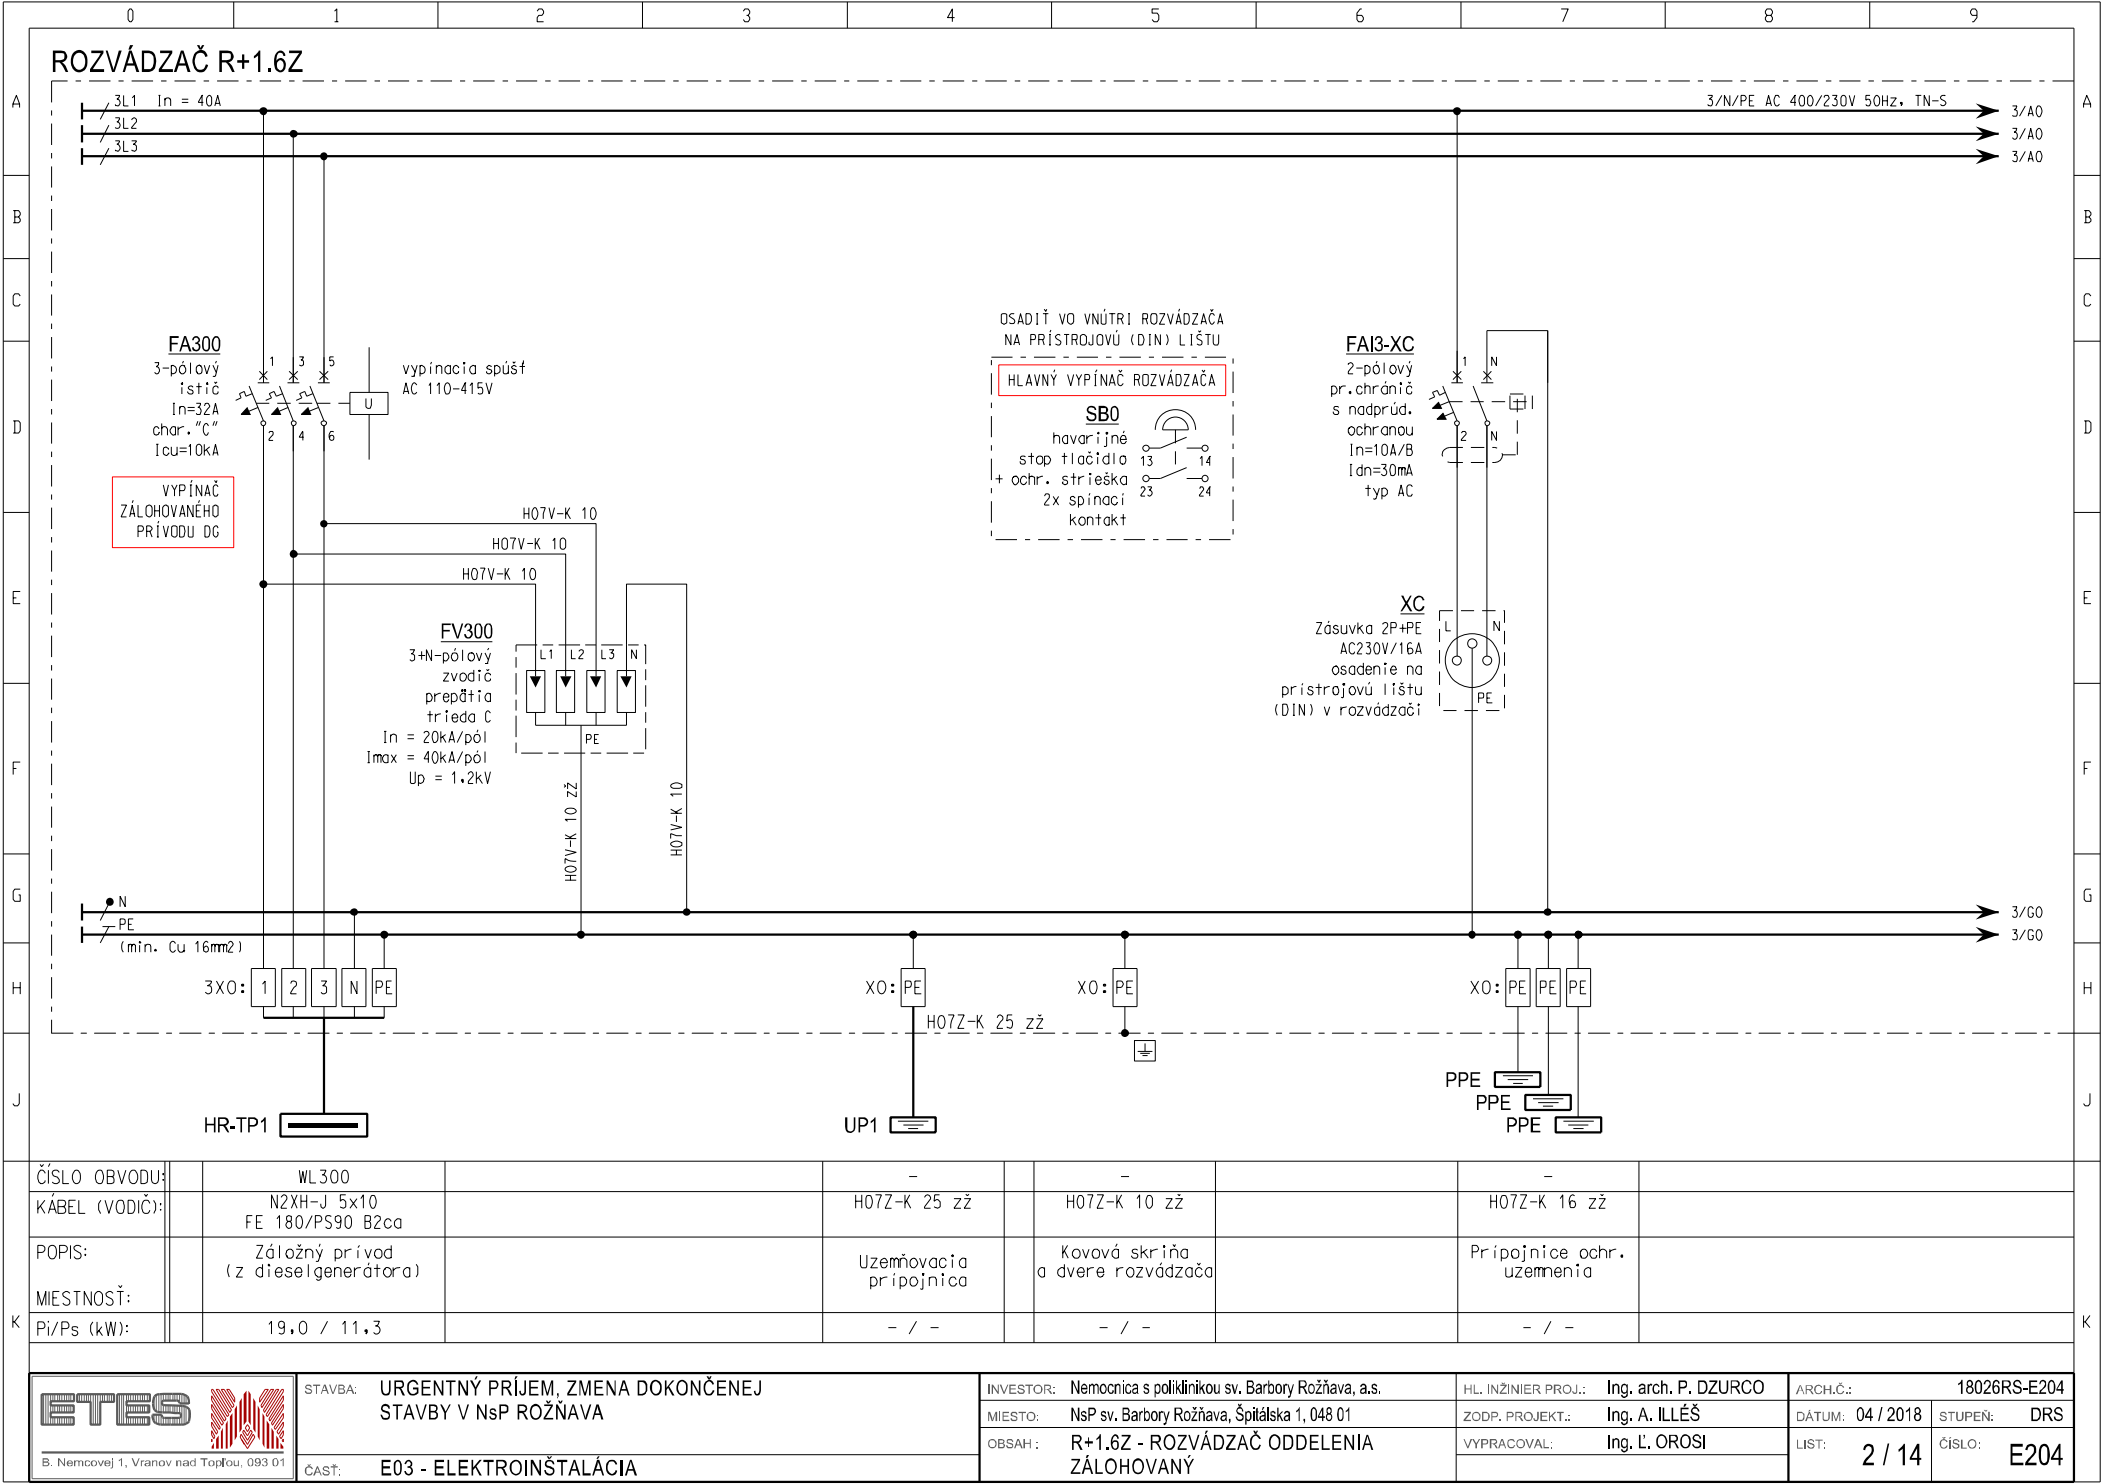 0 1 2 3 4 5 6 7 8 9
ROZVÁDZAČ R+1.6Z
A
3L1 In = 40A
3/N/PE AC 400/230V 50Hz, TN-S
3/A0
A
3L2
3/A0
3L3
3/A0
B
B
C
C
FA300
3-pólový
istič
In=32A
char."C"
Icu=10kA
1 3 5
2 4 6
U
vypínacia spúšť
AC 110-415V
VYPÍNAČ
ZÁLOHOVANÉHO
PRÍVODU DG
OSADIŤ VO VNÚTRI ROZVÁDZAČA
NA PRÍSTROJOVÚ (DIN) LIŠTU
HLAVNÝ VYPÍNAČ ROZVÁDZAČA
SB0
havarijné
stop tlačidlo
+ ochr. strieška
2x spínací
kontakt
13 14
23 24
FAI3-XC
2-pólový
pr.chránič
s nadprúd.
ochranou
In=10A/B
Idn=30mA
typ AC
1 N
2 N
D
D
H07V-K 10
H07V-K 10
H07V-K 10
E
E
FV300
3+N-pólový
zvodič
prepätia
trieda C
In = 20kA/pól
Imax = 40kA/pól
Up = 1,2kV
L1 L2 L3 N
PE
H07V-K 10 zž
H07V-K 10
XC
Zásuvka 2P+PE
AC230V/16A
osadenie na
prístrojovú lištu
(DIN) v rozvádzači
L N
PE
F
F
G
N
3/G0
G
PE
3/G0
(min. Cu 16mm2)
H
3X0: 1 2 3 N PE
X0: PE
X0: PE
X0: PE PE PE
H
H07Z-K 25 zž
J
J
HR-TP1
UP1
PPE
PPE
PPE
ČÍSLO OBVODU: WL300 - - -
KÁBEL (VODIČ): N2XH-J 5x10
FE 180/PS90 B2ca
H07Z-K 25 zž
H07Z-K 10 zž
H07Z-K 16 zž
POPIS:
Záložný prívod
(z dieselgenerátora)
Uzemňovacia
prípojnica
Kovová skriňa
a dvere rozvádzača
Prípojnice ochr.
uzemnenia
MIESTNOSŤ:
K
K
Pi/Ps (kW): 19,0 / 11,3 - / - - / - - / -
ETES
B. Nemcovej 1, Vranov nad Topľou, 093 01
STAVBA: URGENTNÝ PRÍJEM, ZMENA DOKONČENEJ
STAVBY V NsP ROŽŇAVA
ČASŤ: E03 - ELEKTROINŠTALÁCIA
INVESTOR: Nemocnica s poliklinikou sv. Barbory Rožňava, a.s.
MIESTO: NsP sv. Barbory Rožňava, Špitálska 1, 048 01
OBSAH: R+1.6Z - ROZVÁDZAČ ODDELENIA
ZÁLOHOVANÝ
HL. INŽINIER PROJ.: Ing. arch. P. DZURCO
ZODP. PROJEKT.: Ing. A. ILLÉŠ
VYPRACOVAL: Ing. Ľ. OROSI
ARCH.Č.: 18026RS-E204
DÁTUM: 04 / 2018 STUPEŇ: DRS
LIST: 2 / 14 ČÍSLO: E204